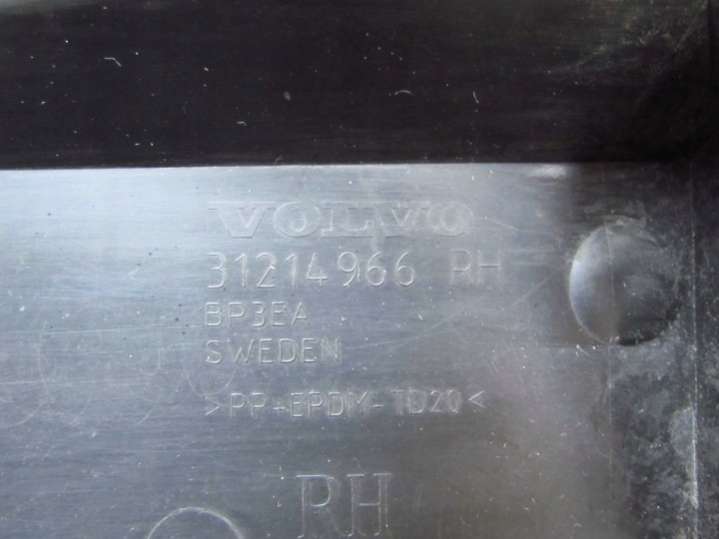 VOLVO
31214966 RH
BP3EA
SWEDEN
>PP+EPDM-TD20<
RH